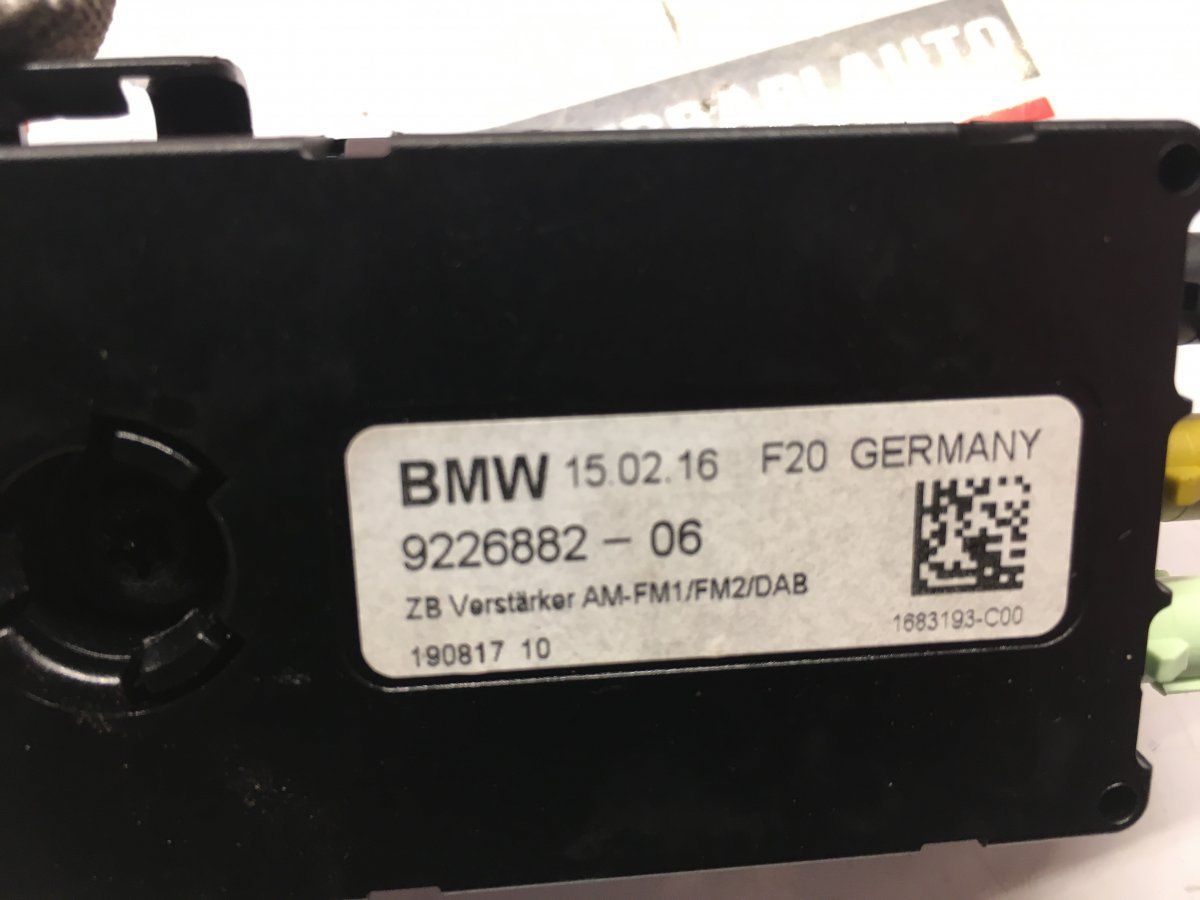 BMW 15.02.16 F20 GERMANY
9226882 - 06
ZB Verstärker AM-FM1/FM2/DAB
190817 10
1683193-C00